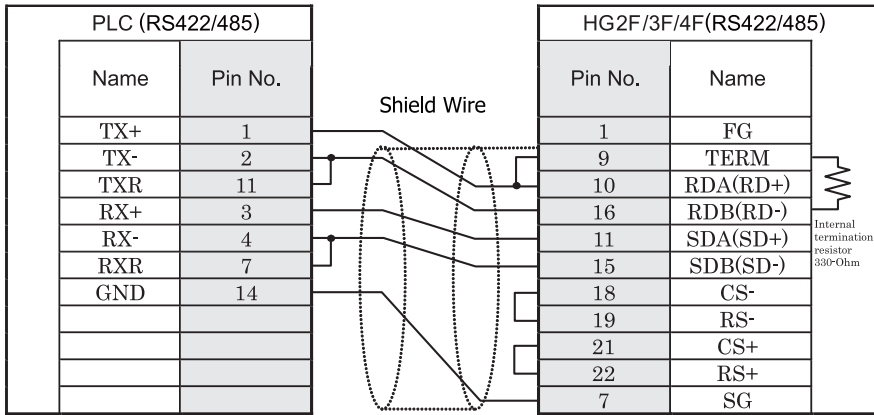 PLC (RS422/485)
HG2F/3F/4F(RS422/485)
Name Pin No.
Pin No. Name
Shield Wire
TX+ 1
1 FG
TX- 2
9 TERM
TXR 11
10 RDA(RD+)
RX+ 3
16 RDB(RD-)
RX- 4
11 SDA(SD+)
RXR 7
15 SDB(SD-)
GND 14
18 CS-
19 RS-
21 CS+
22 RS+
7 SG
Internal
termination
resistor
330-Ohm